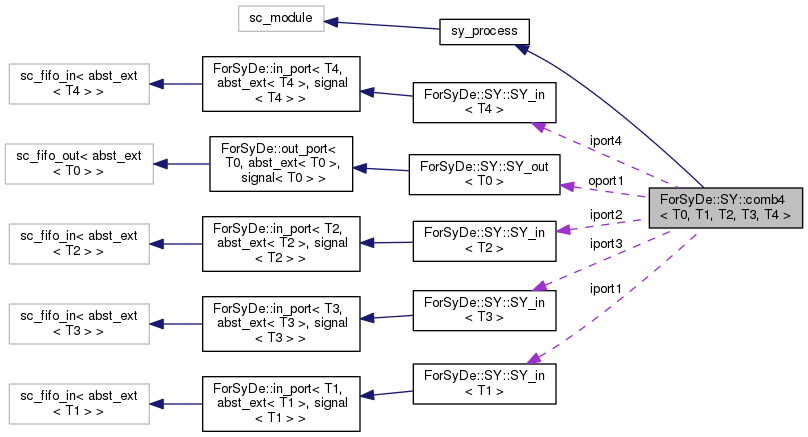 sc_module
sy_process
sc_fifo_in< abst_ext
< T4 > >
ForSyDe::in_port< T4,
abst_ext< T4 >, signal
< T4 > >
ForSyDe::SY::SY_in
< T4 >
iport4
sc_fifo_out< abst_ext
< T0 > >
ForSyDe::out_port<
T0, abst_ext< T0 >,
signal< T0 > >
ForSyDe::SY::SY_out
< T0 >
oport1
ForSyDe::SY::comb4
< T0, T1, T2, T3, T4 >
sc_fifo_in< abst_ext
< T2 > >
ForSyDe::in_port< T2,
abst_ext< T2 >, signal
< T2 > >
ForSyDe::SY::SY_in
< T2 >
iport2
iport3
sc_fifo_in< abst_ext
< T3 > >
ForSyDe::in_port< T3,
abst_ext< T3 >, signal
< T3 > >
ForSyDe::SY::SY_in
< T3 >
iport1
sc_fifo_in< abst_ext
< T1 > >
ForSyDe::in_port< T1,
abst_ext< T1 >, signal
< T1 > >
ForSyDe::SY::SY_in
< T1 >